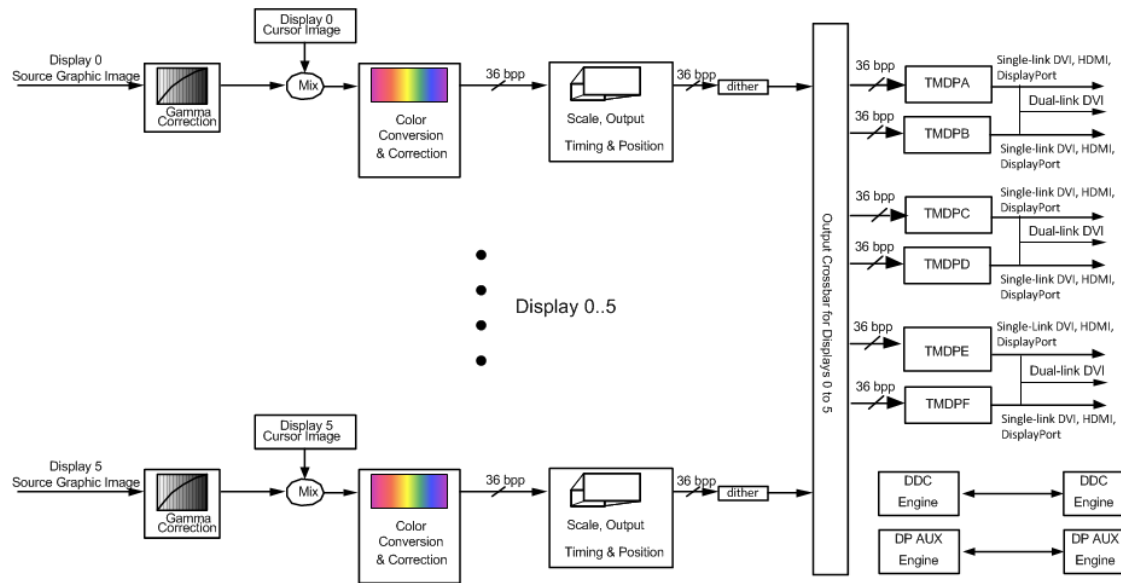 Display 0
Cursor Image
Display 0
Source Graphic Image
Gamma
Correction
Mix
Color
Conversion
& Correction
36 bpp
Scale, Output
Timing & Position
36 bpp
dither
Display 0..5
Display 5
Cursor Image
Display 5
Source Graphic Image
Gamma
Correction
Mix
Color
Conversion
& Correction
36 bpp
Scale, Output
Timing & Position
36 bpp
dither
Output Crossbar for Displays 0 to 5
36 bpp
TMDPA
Single-link DVI, HDMI,
DisplayPort
Dual-link DVI
36 bpp
TMDPB
Single-link DVI, HDMI,
DisplayPort
36 bpp
TMDPC
Single-link DVI, HDMI,
DisplayPort
Dual-link DVI
36 bpp
TMDPD
Single-link DVI, HDMI,
DisplayPort
36 bpp
TMDPE
Single-Link DVI, HDMI,
DisplayPort
Dual-link DVI
36 bpp
TMDPF
Single-link DVI, HDMI,
DisplayPort
DDC
Engine
DDC
Engine
DP AUX
Engine
DP AUX
Engine